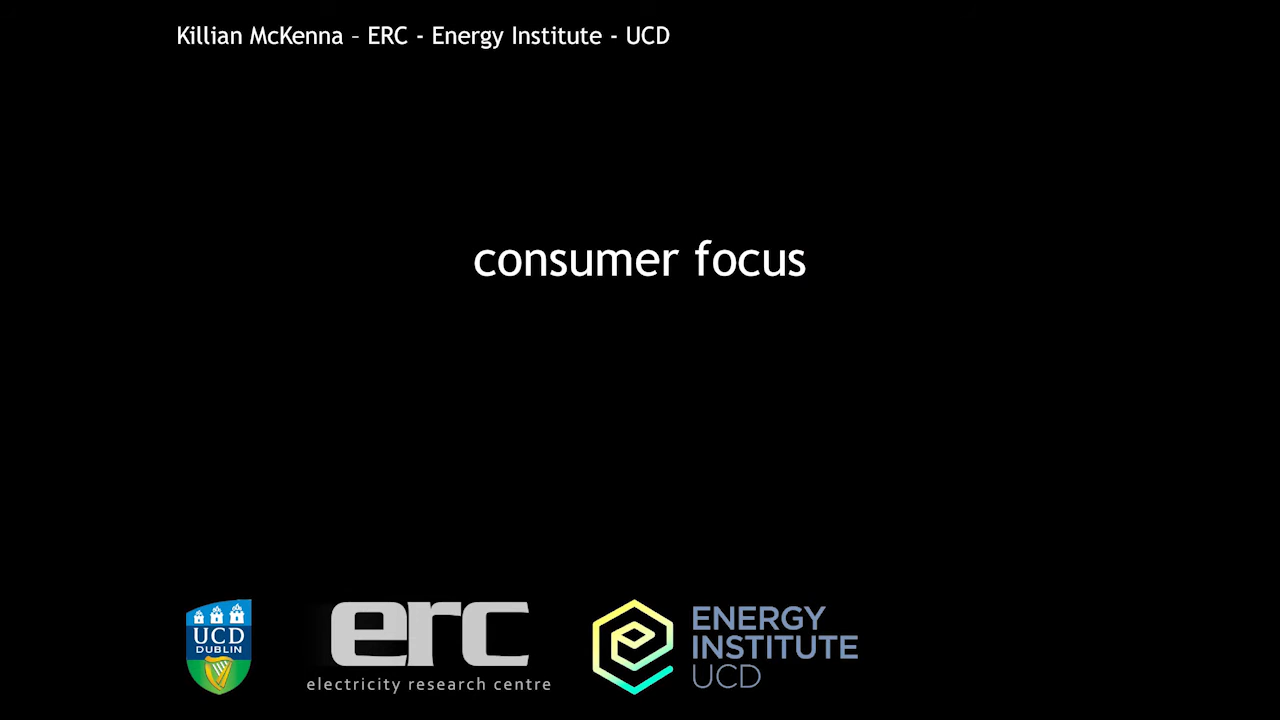 Killian McKenna – ERC - Energy Institute - UCD
consumer focus
UCD
DUBLIN
erc
electricity research centre
ENERGY
INSTITUTE
UCD